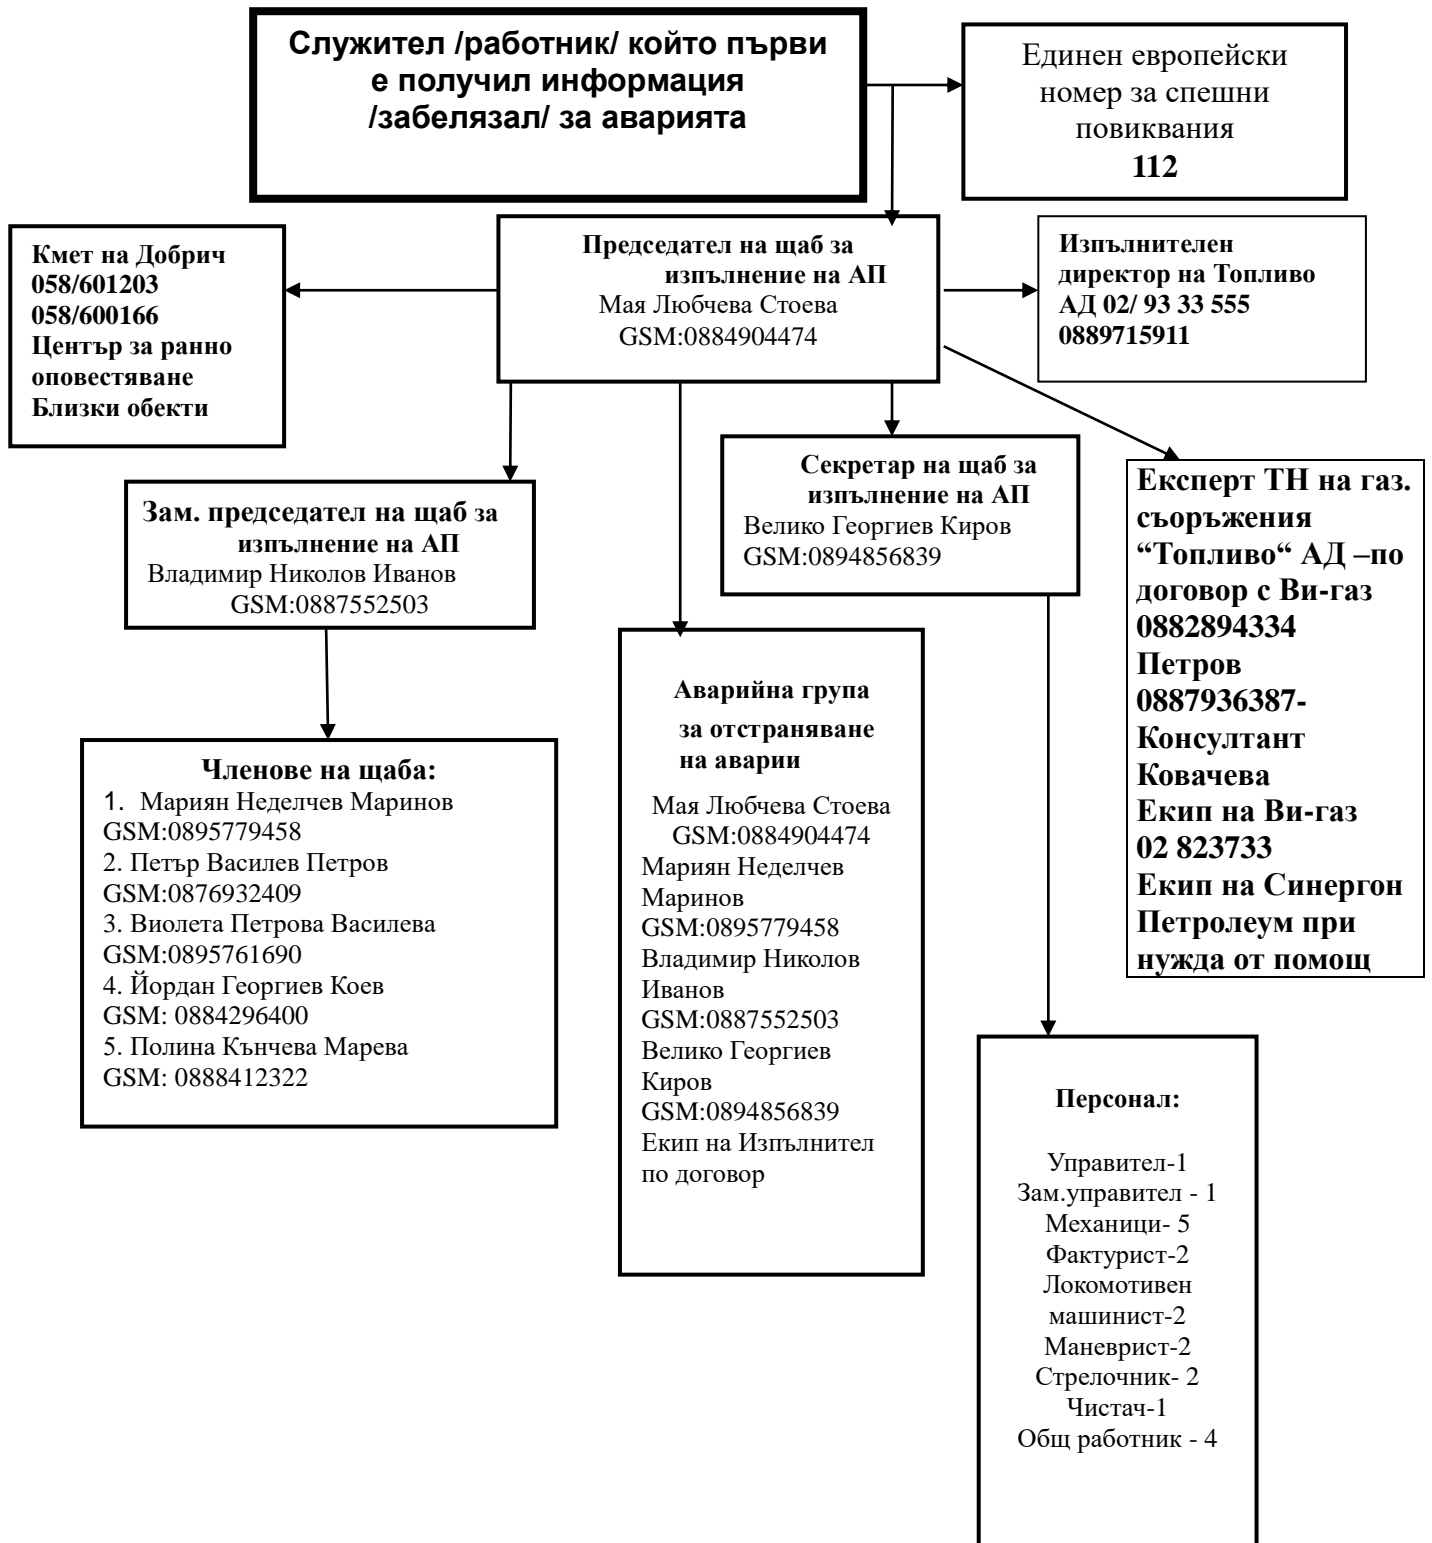 Служител /работник/ който първи
е получил информация
/забелязал/ за аварията
Единен европейски
номер за спешни
повиквания
112
Кмет на Добрич
058/601203
058/600166
Център за ранно
оповестяване
Близки обекти
Председател на щаб за
изпълнение на АП
Мая Любчева Стоева
GSM:0884904474
Изпълнителен
директор на Топливо
АД 02/ 93 33 555
0889715911
Зам. председател на щаб за
изпълнение на АП
Владимир Николов Иванов
GSM:0887552503
Секретар на щаб за
изпълнение на АП
Велико Георгиев Киров
GSM:0894856839
Експерт ТН на газ.
съоръжения
“Топливо“ АД –по
договор с Ви-газ
0882894334
Петров
0887936387-
Консултант
Ковачева
Екип на Ви-газ
02 823733
Екип на Синергон
Петролеум при
нужда от помощ
Членове на щаба:
1. Мариян Неделчев Маринов
GSM:0895779458
2. Петър Василев Петров
GSM:0876932409
3. Виолета Петрова Василева
GSM:0895761690
4. Йордан Георгиев Коев
GSM: 0884296400
5. Полина Кънчева Марева
GSM: 0888412322
Аварийна група
за отстраняване
на аварии
Мая Любчева Стоева
GSM:0884904474
Мариян Неделчев
Маринов
GSM:0895779458
Владимир Николов
Иванов
GSM:0887552503
Велико Георгиев
Киров
GSM:0894856839
Екип на Изпълнител
по договор
Персонал:
Управител-1
Зам.управител - 1
Механици- 5
Фактурист-2
Локомотивен
машинист-2
Маневрист-2
Стрелочник- 2
Чистач-1
Общ работник - 4